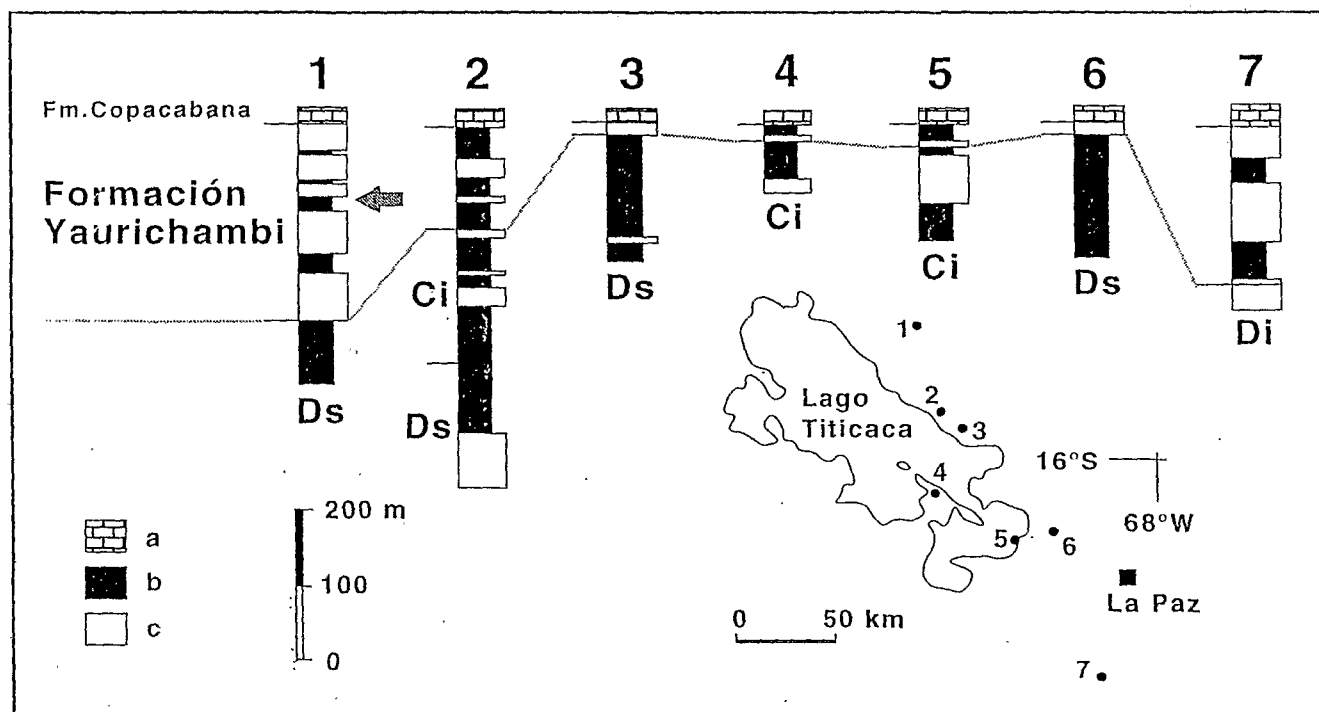 1 2 3 4 5 6 7
Fm.Copacabana
Formación
Yaurichambi
Ds
Ci
Ds
Ds
Ci
Ci
Ds
Di
1
2
3
4
5
6
7
Lago
Titicaca
16°S
68°W
La Paz
0 50 km
200 m
100
0
a
b
c